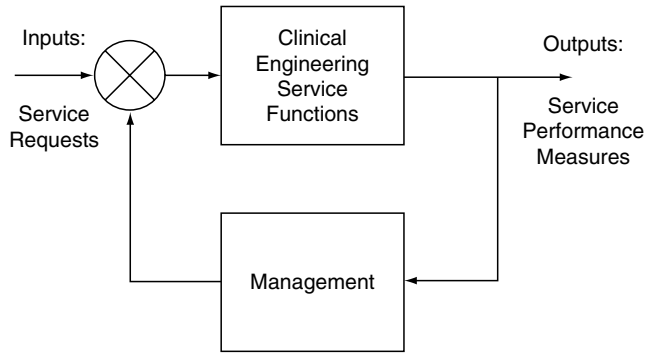 Inputs:
Service
Requests
Clinical
Engineering
Service
Functions
Outputs:
Service
Performance
Measures
Management